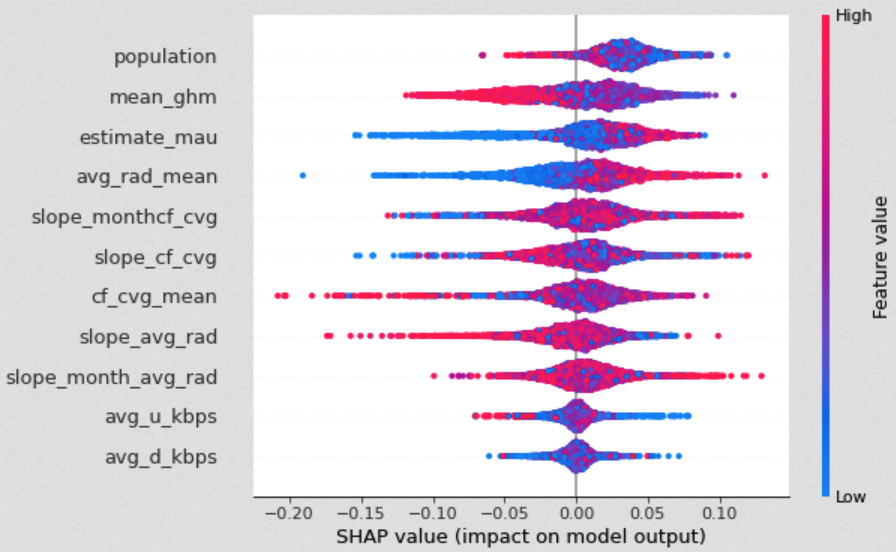 High
population
mean_ghm
estimate_mau
avg_rad_mean
slope_monthcf_cvg
slope_cf_cvg
cf_cvg_mean
slope_avg_rad
slope_month_avg_rad
avg_u_kbps
avg_d_kbps
Feature value
Low
−0.20 −0.15 −0.10 −0.05 0.00 0.05 0.10
SHAP value (impact on model output)